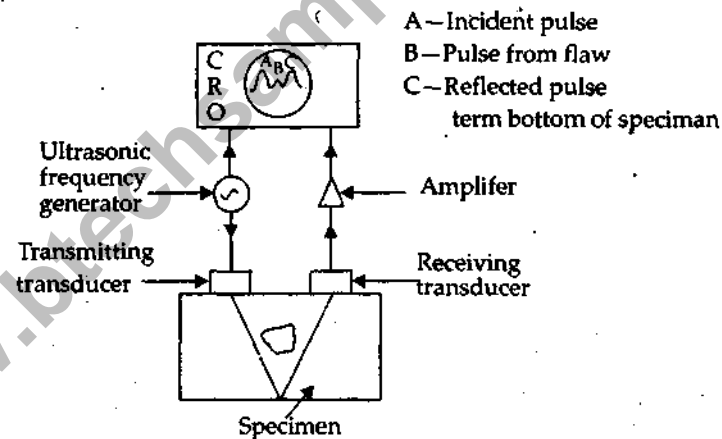 A—Incident pulse
B—Pulse from flaw
C—Reflected pulse
term bottom of speciman
C
R
O
A B C
Ultrasonic
frequency
generator
Amplifer
Transmitting
transducer
Receiving
transducer
Specimen
.btechsamp